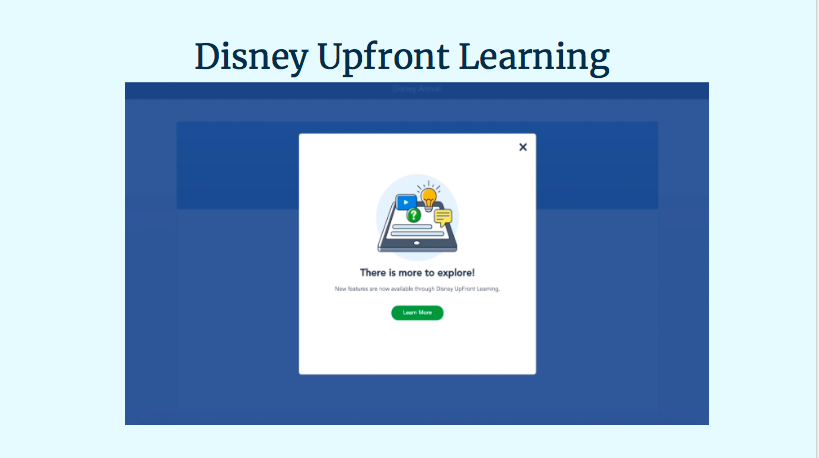 Disney Upfront Learning
Disney Arrival
There is more to explore!
New features are now available through Disney UpFront Learning.
Learn More